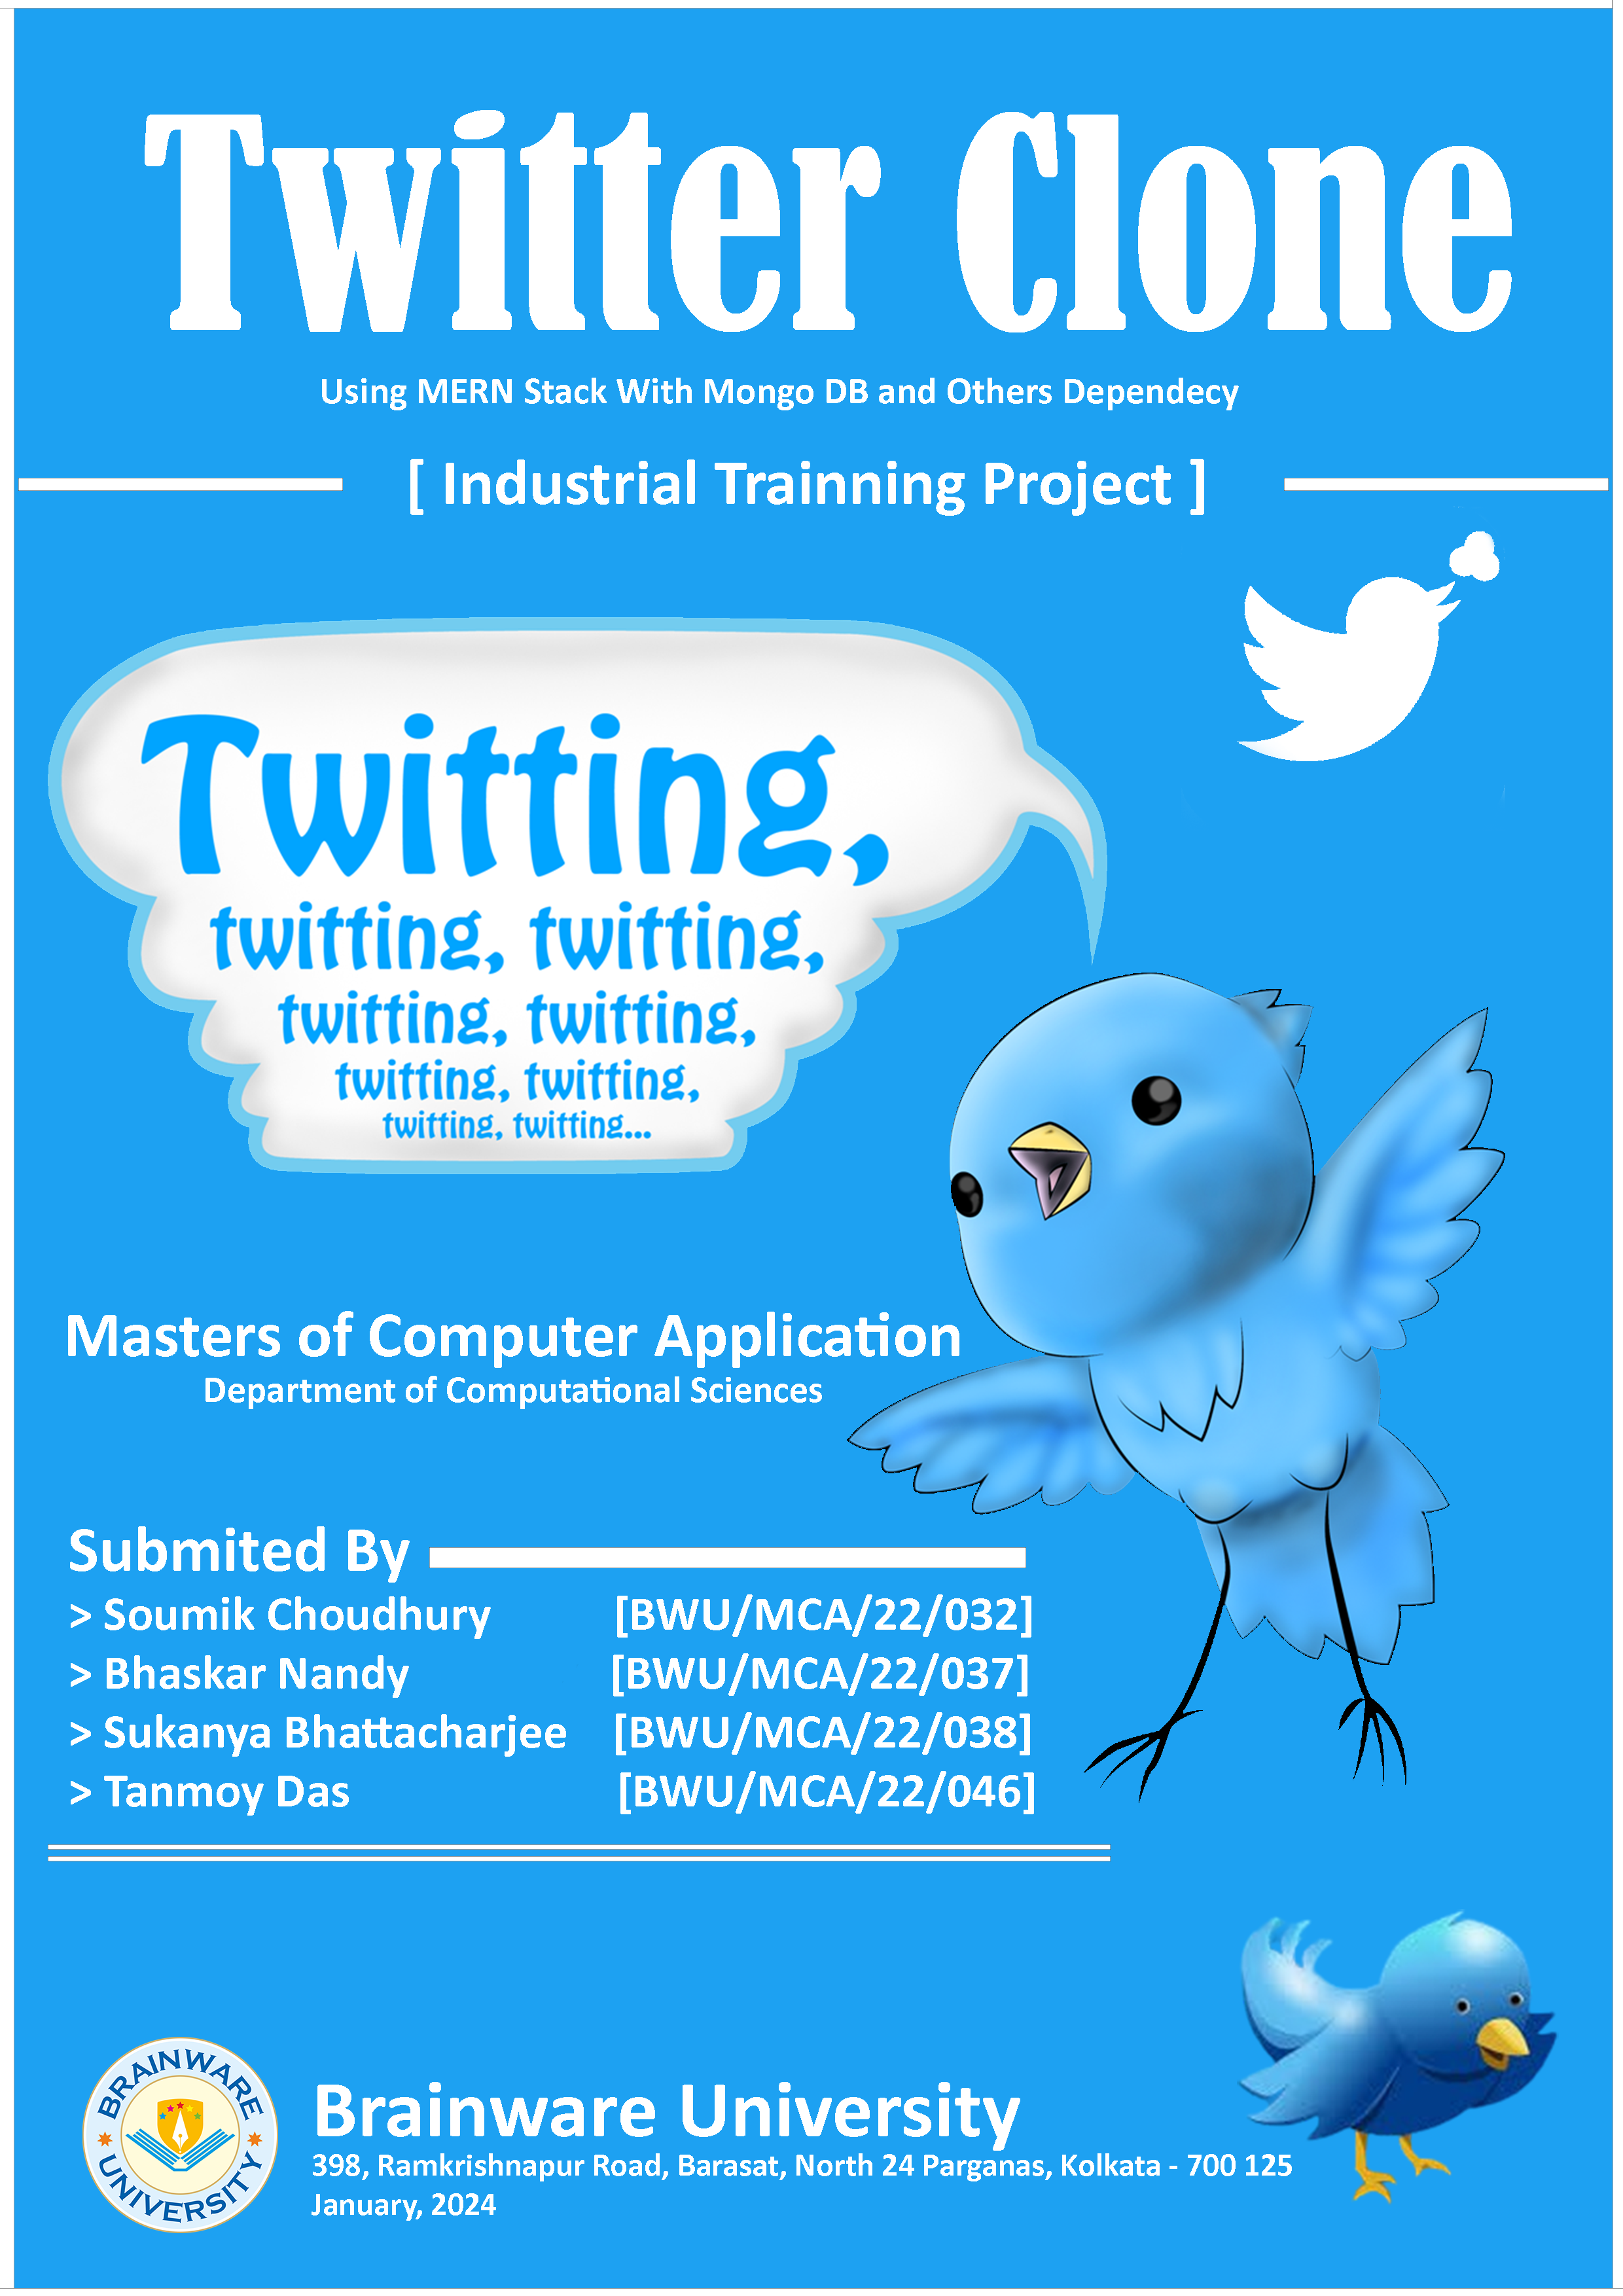 Twitter Clone
Using MERN Stack With Mongo DB and Others Dependecy
[ Industrial Trainning Project ]
Twitting,
twitting, twitting,
twitting, twitting,
twitting, twitting,
twitting, twitting...
Masters of Computer Application
Department of Computational Sciences
Submited By
> Soumik Choudhury [BWU/MCA/22/032]
> Bhaskar Nandy [BWU/MCA/22/037]
> Sukanya Bhattacharjee [BWU/MCA/22/038]
> Tanmoy Das [BWU/MCA/22/046]
BRAINWARE
UNIVERSITY
Brainware University
398, Ramkrishnapur Road, Barasat, North 24 Parganas, Kolkata - 700 125
January, 2024